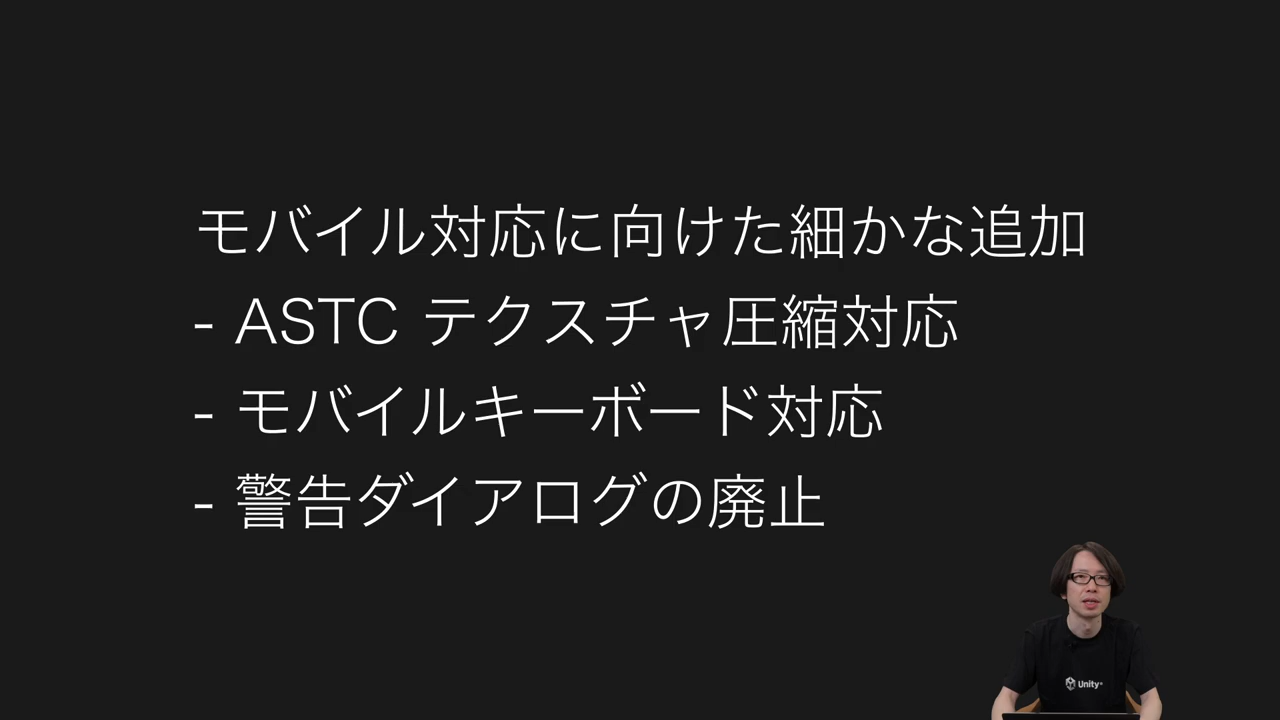 モバイル対応に向けた細かな追加
- ASTC テクスチャ圧縮対応
- モバイルキーボード対応
- 警告ダイアログの廃止
Unity